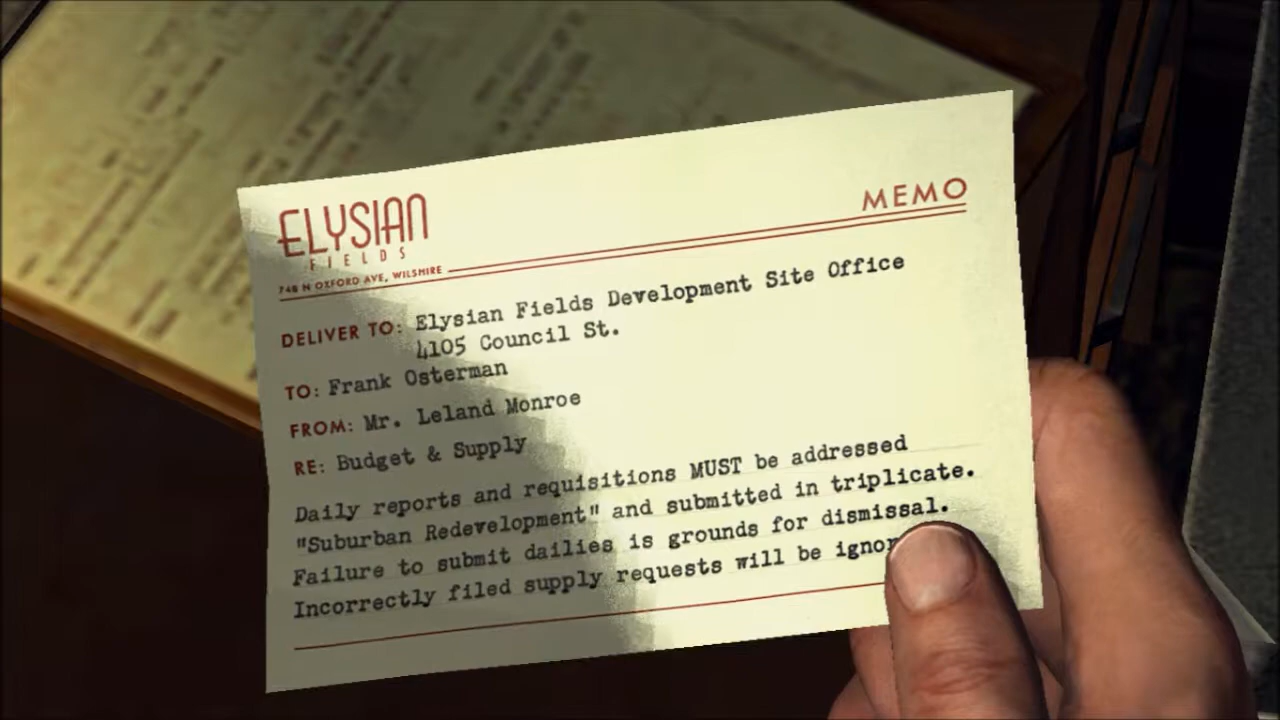 ELYSIAN
FIELDS
748 N OXFORD AVE, WILSHIRE
MEMO
DELIVER TO: Elysian Fields Development Site Office
4105 Council St.
TO: Frank Osterman
FROM: Mr. Leland Monroe
RE: Budget & Supply
Daily reports and requisitions MUST be addressed
"Suburban Redevelopment" and submitted in triplicate.
Failure to submit dailies is grounds for dismissal.
Incorrectly filed supply requests will be